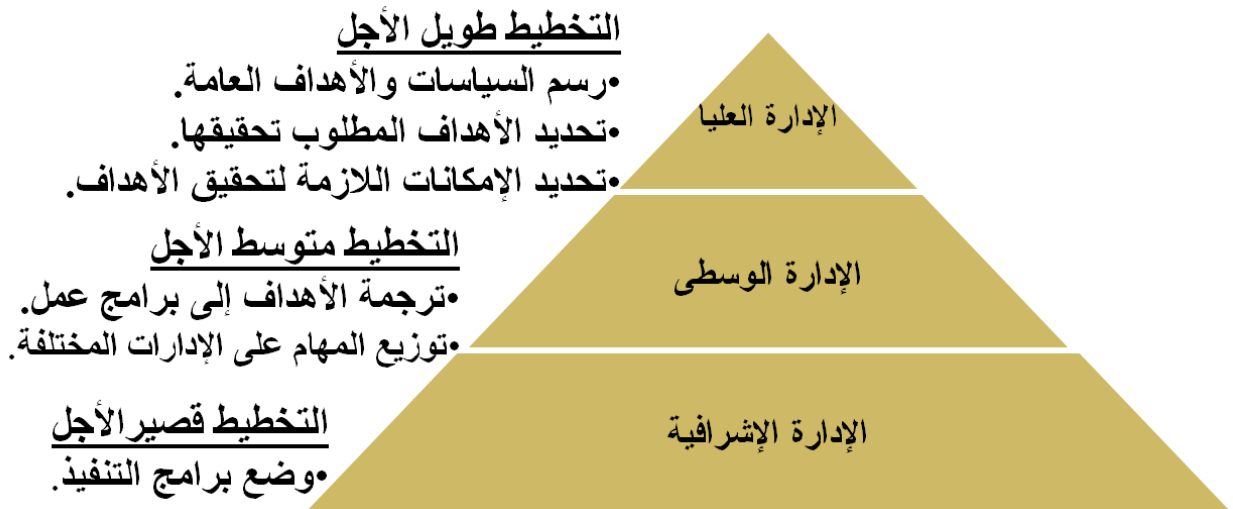 التخطيط طويل الأجل
•رسم السياسات والأهداف العامة.
•تحديد الأهداف المطلوب تحقيقها.
•تحديد الإمكانات اللازمة لتحقيق الأهداف.
الإدارة العليا
التخطيط متوسط الأجل
•ترجمة الأهداف إلى برامج عمل.
•توزيع المهام على الإدارات المختلفة.
الإدارة الوسطى
التخطيط قصيرالأجل
•وضع برامج التنفيذ.
الإدارة الإشرافية